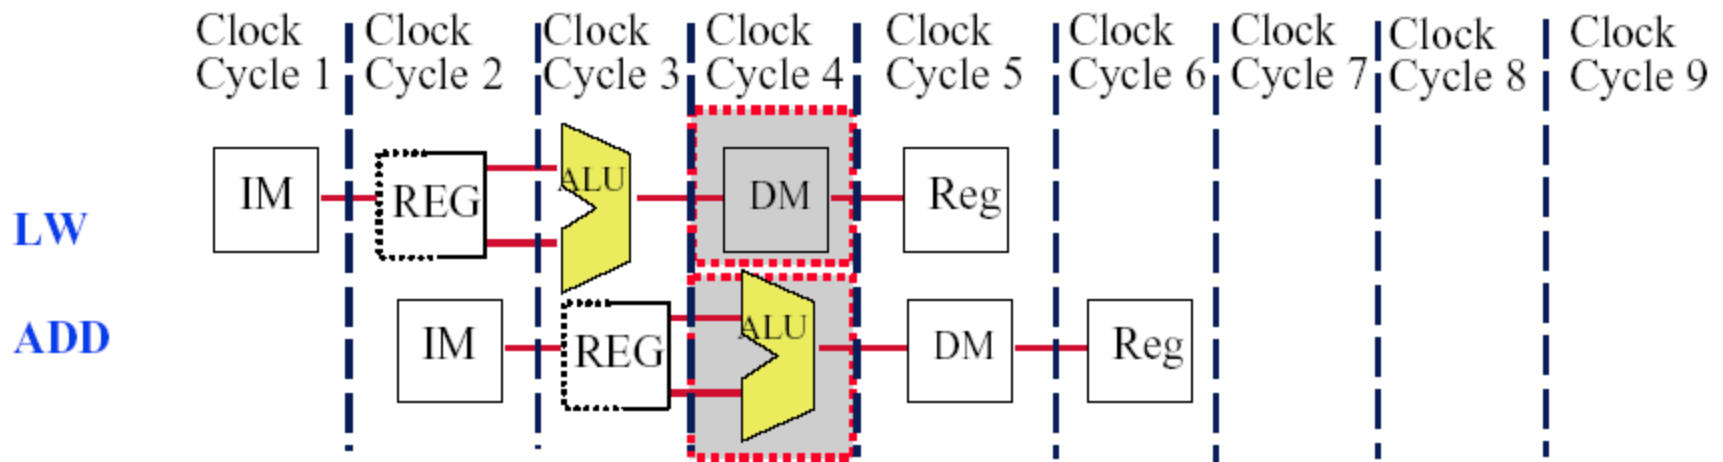 Clock Cycle 1
Clock Cycle 2
Clock Cycle 3
Clock Cycle 4
Clock Cycle 5
Clock Cycle 6
Clock Cycle 7
Clock Cycle 8
Clock Cycle 9
LW
IM
REG
ALU
DM
Reg
ADD
IM
REG
ALU
DM
Reg